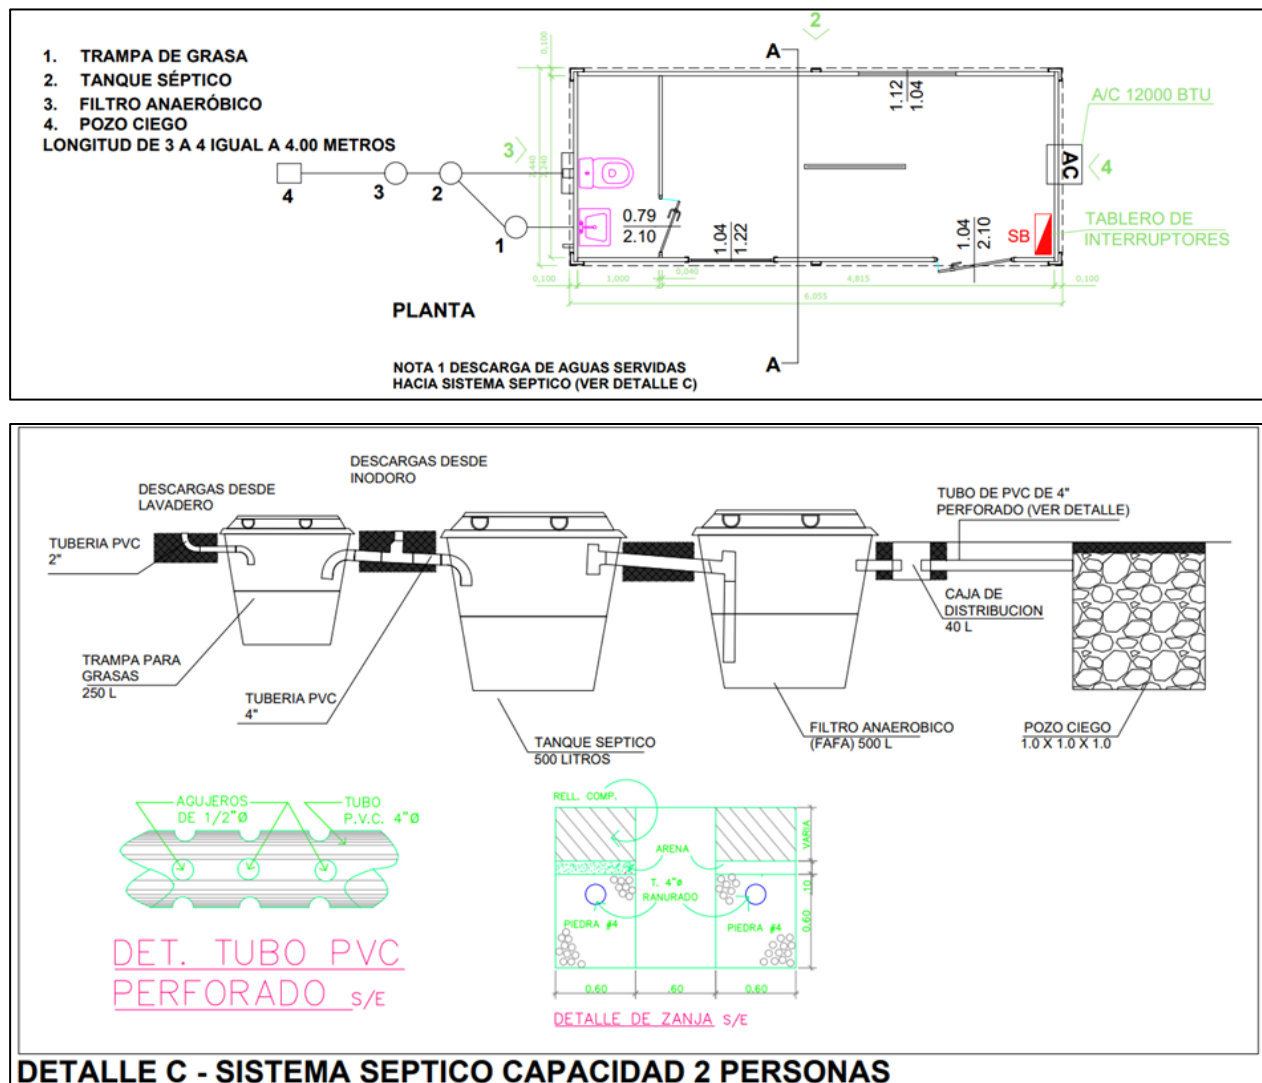 1. TRAMPA DE GRASA
2. TANQUE SÉPTICO
3. FILTRO ANAERÓBICO
4. POZO CIEGO
LONGITUD DE 3 A 4 IGUAL A 4.00 METROS
4
3
2
1
0,100
2,440
2,240
3
2
A
1.12
1.04
A/C 12000 BTU
AC
4
TABLERO DE
INTERRUPTORES
SB
0.79
2.10
1.04
1.22
1.04
2.10
0,100
1,000
0,040
4,815
0,100
6,055
A
PLANTA
NOTA 1 DESCARGA DE AGUAS SERVIDAS
HACIA SISTEMA SEPTICO (VER DETALLE C)
DESCARGAS DESDE
LAVADERO
DESCARGAS DESDE
INODORO
TUBERIA PVC
2"
TUBO DE PVC DE 4"
PERFORADO (VER DETALLE)
CAJA DE
DISTRIBUCION
40 L
TRAMPA PARA
GRASAS
250 L
TUBERIA PVC
4"
TANQUE SEPTICO
500 LITROS
FILTRO ANAEROBICO
(FAFA) 500 L
POZO CIEGO
1.0 X 1.0 X 1.0
AGUJEROS
DE 1/2"Ø
TUBO
P.V.C. 4"Ø
DET. TUBO PVC
PERFORADO S/E
RELL. COMP.
ARENA
T. 4"ø
RANURADO
PIEDRA #4
PIEDRA #4
VARIA
.10
0.60
0.60
.60
0.60
DETALLE DE ZANJA S/E
DETALLE C - SISTEMA SEPTICO CAPACIDAD 2 PERSONAS